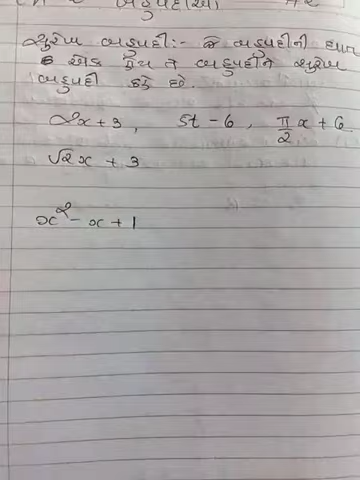 બહુપદીઓ
સુરેખ બહુપદી:- જે બહુપદીની ઘાત
એક હોય તે બહુપદીને સુરેખ
બહુપદી કહે છે.
2x + 3, 5t - 6, π/2 x + 6
√2x + 3
x² - x + 1